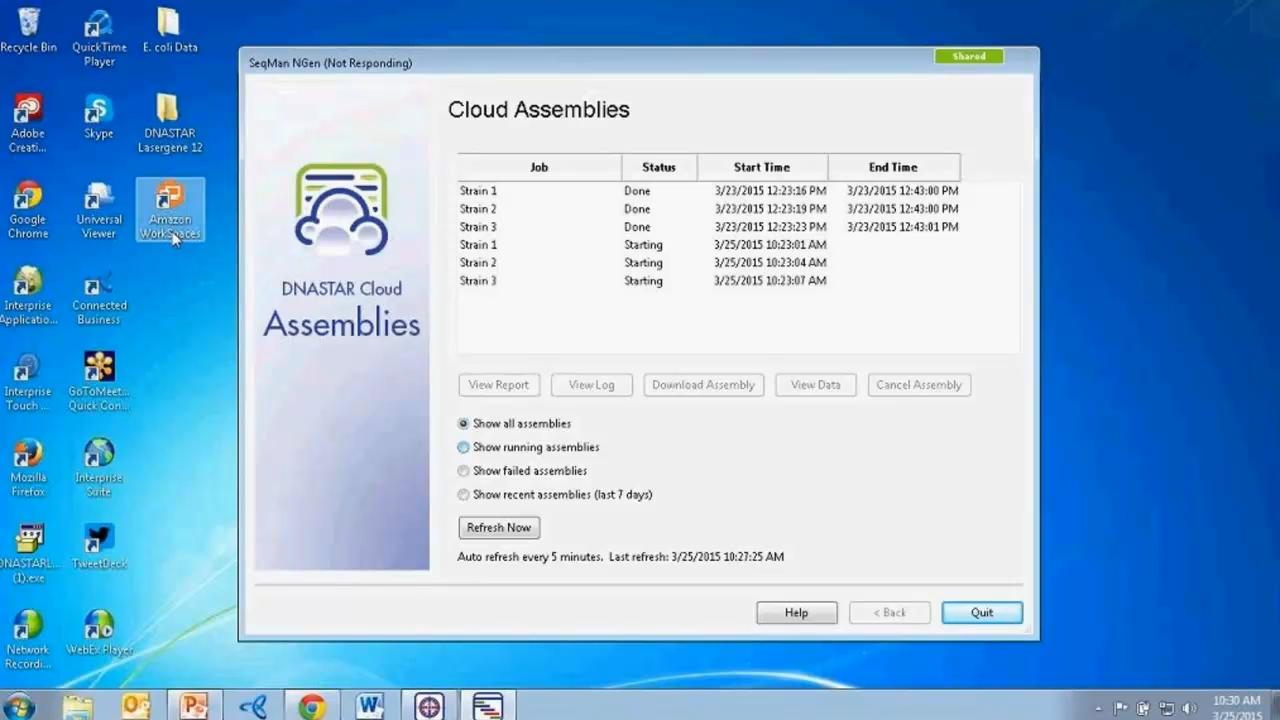 Recycle Bin
QuickTime
Player
E. coli Data
Adobe
Creati...
Skype
DNASTAR
Lasergene 12
Google
Chrome
Universal
Viewer
Amazon
WorkSpaces
Interprise
Applicatio...
Connected
Business
Interprise
Touch ...
GoToMeet...
Quick Con...
Mozilla
Firefox
Interprise
Suite
DNASTARL...
(1).exe
TweetDeck
Network
Recordi...
WebEx Player
SeqMan NGen (Not Responding)
Shared
Cloud Assemblies
DNASTAR Cloud
Assemblies
Job Status Start Time End Time
Strain 1 Done 3/23/2015 12:23:16 PM 3/23/2015 12:43:00 PM
Strain 2 Done 3/23/2015 12:23:19 PM 3/23/2015 12:43:00 PM
Strain 3 Done 3/23/2015 12:23:23 PM 3/23/2015 12:43:01 PM
Strain 1 Starting 3/25/2015 10:23:01 AM
Strain 2 Starting 3/25/2015 10:23:04 AM
Strain 3 Starting 3/25/2015 10:23:07 AM
View Report View Log Download Assembly View Data Cancel Assembly
Show all assemblies
Show running assemblies
Show failed assemblies
Show recent assemblies (last 7 days)
Refresh Now
Auto refresh every 5 minutes. Last refresh: 3/25/2015 10:27:25 AM
Help < Back Quit
10:30 AM
3/25/2015